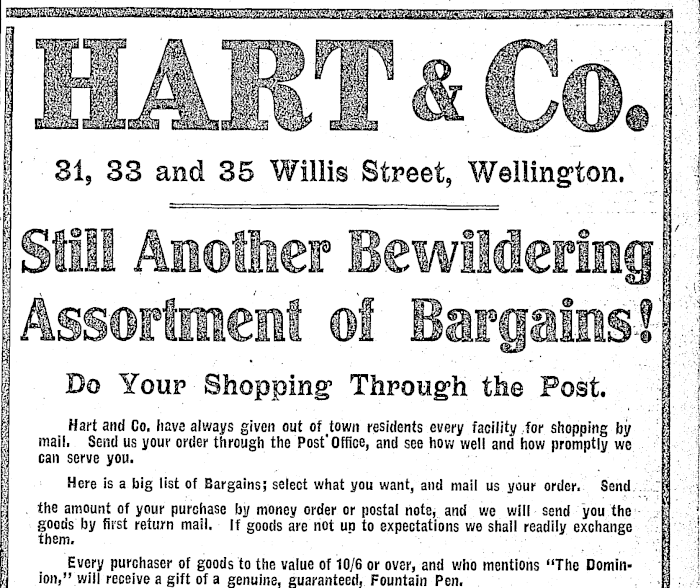 HART & Co.
31, 33 and 35 Willis Street, Wellington.
Still Another Bewildering
Assortment of Bargains!
Do Your Shopping Through the Post.
Hart and Co. have always given out of town residents every facility for shopping by
mail. Send us your order through the Post Office, and see how well and how promptly we
can serve you.
Here is a big list of Bargains; select what you want, and mail us your order. Send
the amount of your purchase by money order or postal note, and we will send you the
goods by first return mail. If goods are not up to expectations we shall readily exchange
them.
Every purchaser of goods to the value of 10/6 or over, and who mentions "The Domin-
ion," will receive a gift of a genuine, guaranteed, Fountain Pen.